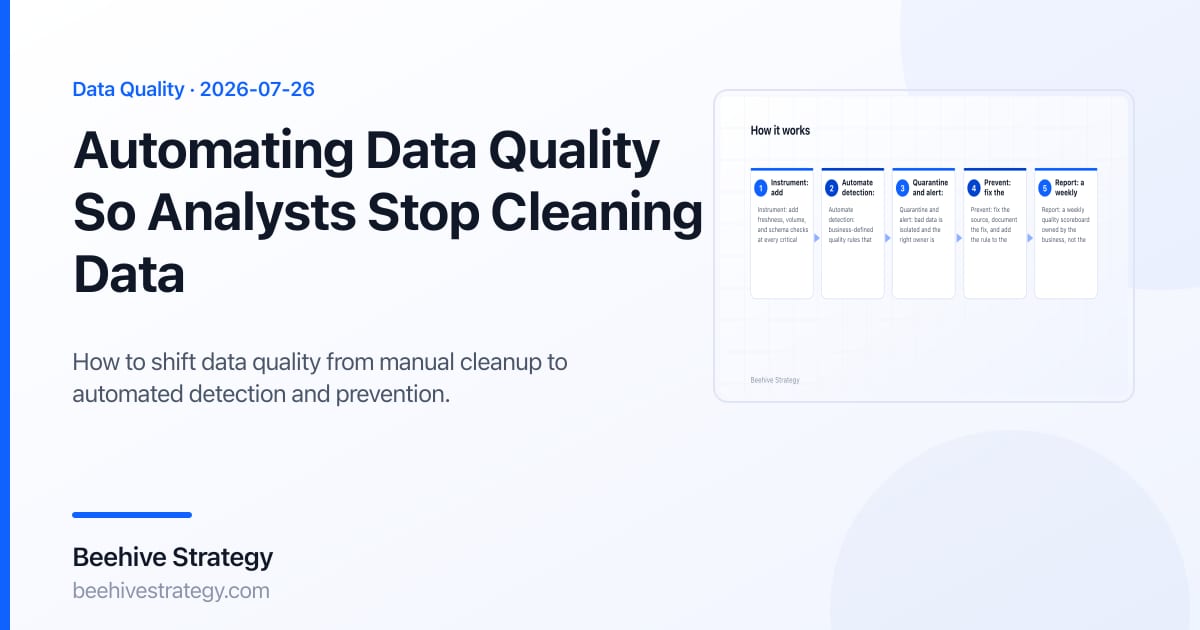 Data Quality · 2026-07-26
Automating Data Quality
So Analysts Stop Cleaning
Data
How to shift data quality from manual cleanup to
automated detection and prevention.
Beehive Strategy
beehivestrategy.com
How it works
1
Instrument:
add
Instrument: add
freshness, volume,
and schema checks
at every critical
2
Automate
detection:
Automate
detection:
business-defined
quality rules that
3
Quarantine
and alert:
Quarantine and
alert: bad data is
isolated and the
right owner is
4
Prevent:
fix the
Prevent: fix the
source, document
the fix, and add
the rule to the
5
Report: a
weekly
Report: a weekly
quality scoreboard
owned by the
business, not the
Beehive Strategy